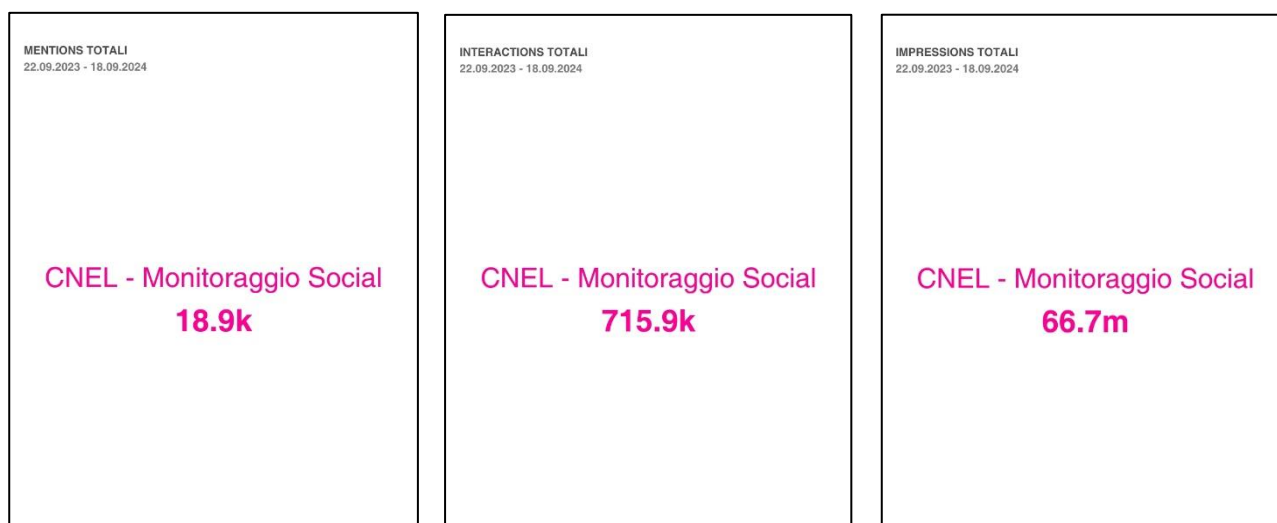 MENTIONS TOTALI
22.09.2023 - 18.09.2024
CNEL - Monitoraggio Social
18.9k
INTERACTIONS TOTALI
22.09.2023 - 18.09.2024
CNEL - Monitoraggio Social
715.9k
IMPRESSIONS TOTALI
22.09.2023 - 18.09.2024
CNEL - Monitoraggio Social
66.7m